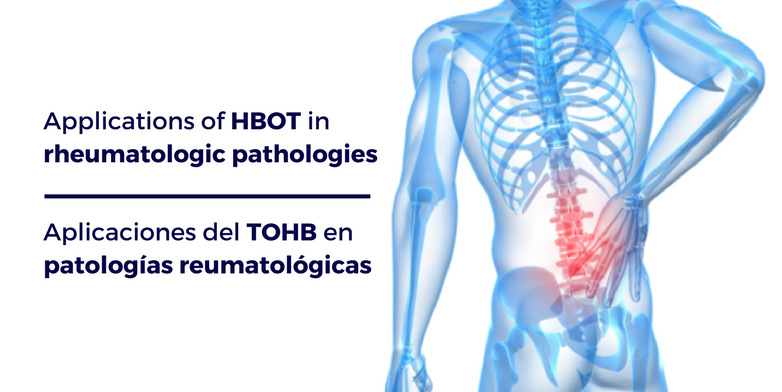 Applications of HBOT in
rheumatologic pathologies
Aplicaciones del TOHB en
patologías reumatológicas